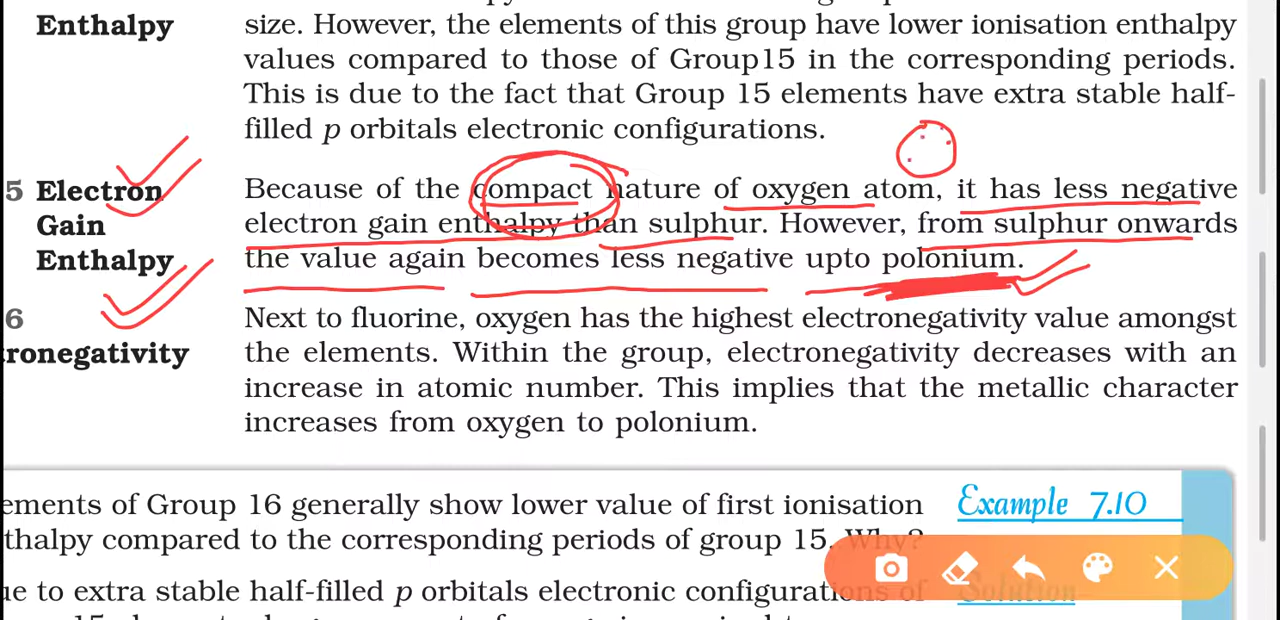 Enthalpy
size. However, the elements of this group have lower ionisation enthalpy
values compared to those of Group15 in the corresponding periods.
This is due to the fact that Group 15 elements have extra stable half-
filled p orbitals electronic configurations.
5 Electron
Gain
Enthalpy
Because of the compact nature of oxygen atom, it has less negative
electron gain enthalpy than sulphur. However, from sulphur onwards
the value again becomes less negative upto polonium.
6
ronegativity
Next to fluorine, oxygen has the highest electronegativity value amongst
the elements. Within the group, electronegativity decreases with an
increase in atomic number. This implies that the metallic character
increases from oxygen to polonium.
ements of Group 16 generally show lower value of first ionisation
thalpy compared to the corresponding periods of group 15. Why?
Example 7.10
ue to extra stable half-filled p orbitals electronic configurations of
Solution